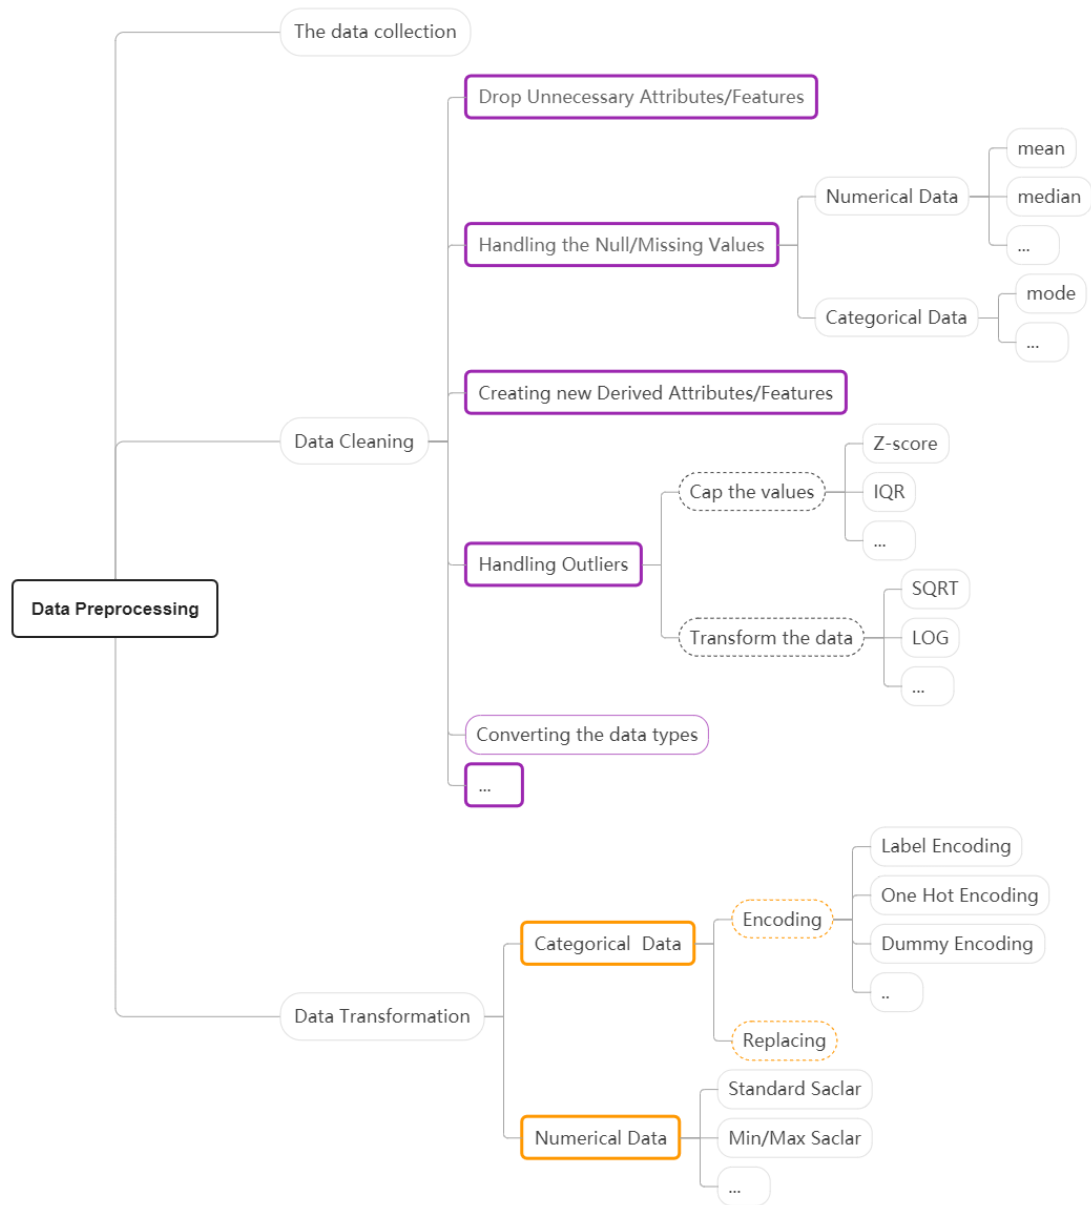 The data collection
Drop Unnecessary Attributes/Features
mean
Numerical Data
median
...
Handling the Null/Missing Values
mode
Categorical Data
...
Creating new Derived Attributes/Features
Data Cleaning
Z-score
Cap the values
IQR
...
Handling Outliers
SQRT
Transform the data
LOG
...
Data Preprocessing
Converting the data types
...
Label Encoding
One Hot Encoding
Encoding
Dummy Encoding
Categorical  Data
..
Data Transformation
Replacing
Standard Saclar
Numerical Data
Min/Max Saclar
...